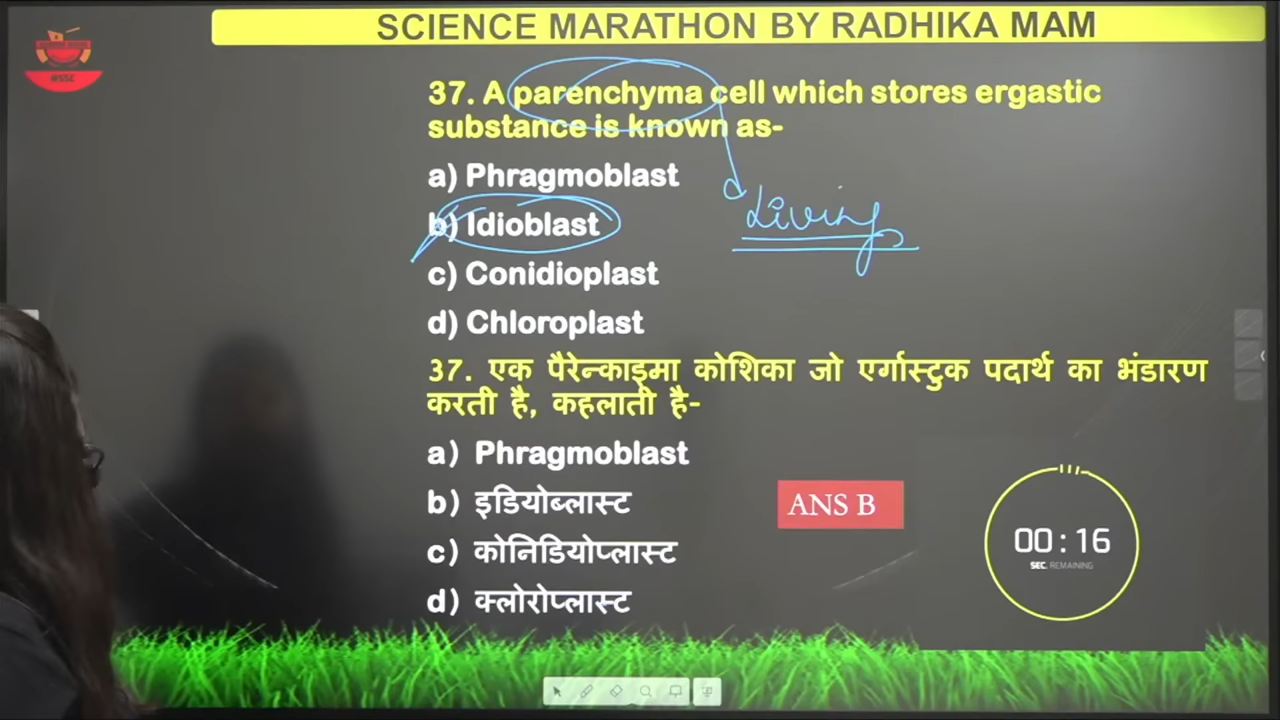 SCIENCE MARATHON BY RADHIKA MAM
37. A parenchyma cell which stores ergastic
substance is known as-
a) Phragmoblast
b) Idioblast
Living
c) Conidioplast
d) Chloroplast
37. एक पैरेन्काइमा कोशिका जो एर्गास्टुक पदार्थ का भंडारण
करती है, कहलाती है-
a) Phragmoblast
b) इडियोब्लास्ट
c) कोनिडियोप्लास्ट
d) क्लोरोप्लास्ट
ANS B
00 : 16
SEC. REMAINING